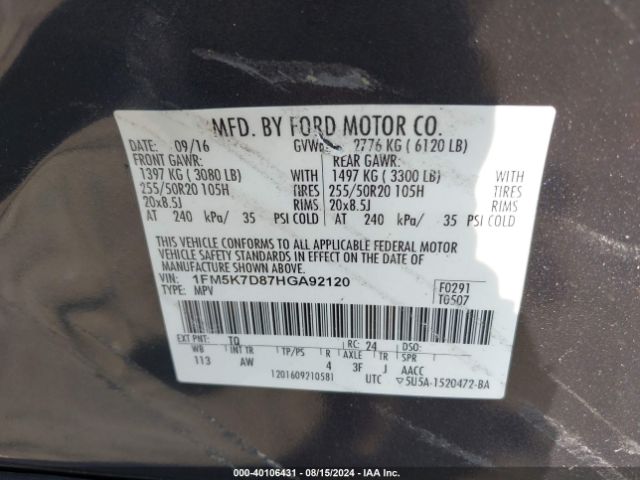 MFD. BY FORD MOTOR CO.
DATE: 09/16 GVWR: 2776 KG ( 6120 LB)
FRONT GAWR: REAR GAWR:
1397 KG ( 3080 LB) WITH 1497 KG ( 3300 LB) WITH
255/50R20 105H TIRES 255/50R20 105H TIRES
20x8.5J RIMS 20x8.5J RIMS
AT 240 kPa/ 35 PSI COLD AT 240 kPa/ 35 PSI COLD
THIS VEHICLE CONFORMS TO ALL APPLICABLE FEDERAL MOTOR
VEHICLE SAFETY STANDARDS IN EFFECT ON THE DATE OF
MANUFACTURE SHOWN ABOVE.
VIN: 1FM5K7D87HGA92120 F0291
TYPE: MPV T0507
EXT PNT: TQ RC: 24 DSO:
WB INT TR TP/PS R AXLE TR SPR
113 AW 4 3F J AACC
1201609210581 UTC ▽5U5A-1520472-BA
800-40106431 - 08/15/2024 - IAA Inc.